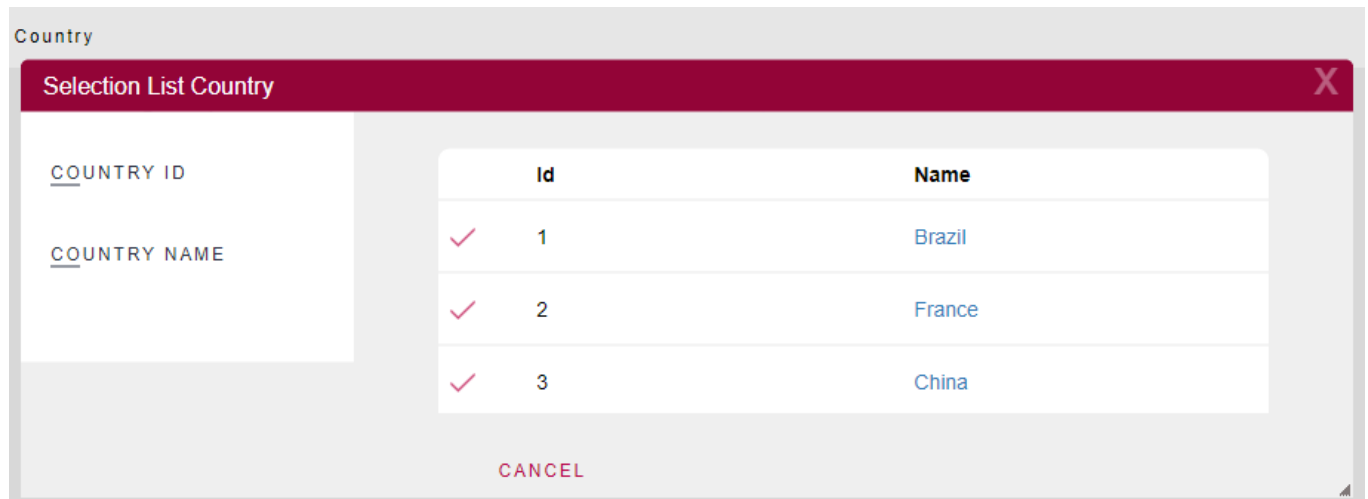 Country
Selection List Country X
COUNTRY ID
COUNTRY NAME
Id Name
1 Brazil
2 France
3 China
CANCEL